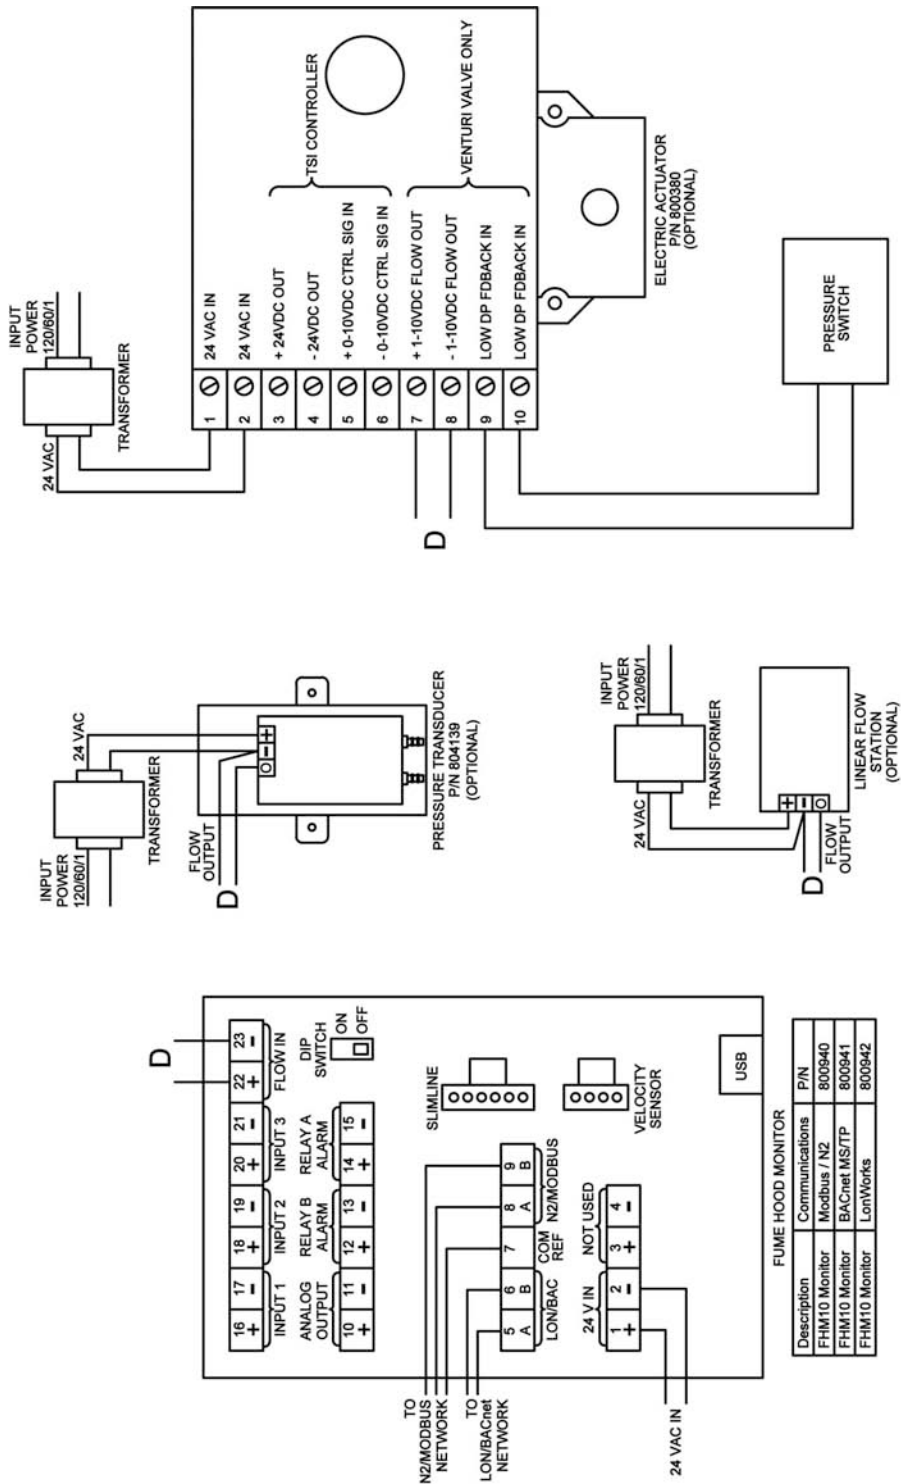 INPUT
POWER
120/60/1
24 VAC
TRANSFORMER
1 24 VAC IN
2 24 VAC IN
3 + 24VDC OUT
4 - 24VDC OUT
5 + 0-10VDC CTRL SIG IN
6 - 0-10VDC CTRL SIG IN
7 + 1-10VDC FLOW OUT
8 - 1-10VDC FLOW OUT
9 LOW DP FDBACK IN
10 LOW DP FDBACK IN
TSI CONTROLLER
VENTURI VALVE ONLY
D
ELECTRIC ACTUATOR
P/N 800380
(OPTIONAL)
PRESSURE
SWITCH
INPUT
POWER
120/60/1
24 VAC
TRANSFORMER
FLOW
OUTPUT
D
O - +
PRESSURE TRANSDUCER
P/N 804139
(OPTIONAL)
INPUT
POWER
120/60/1
24 VAC
TRANSFORMER
+ - O
D
FLOW
OUTPUT
LINEAR FLOW
STATION
(OPTIONAL)
D
16 17 18 19 20 21 22 23
+ - + - + - + -
INPUT 1
INPUT 2
INPUT 3
FLOW IN
ANALOG
OUTPUT
RELAY B
ALARM
RELAY A
ALARM
DIP
SWITCH
ON
OFF
10 11 12 13 14 15
+ - + - + -
SLIMLINE
VELOCITY
SENSOR
5 6 7 8 9
A B A B
LON/BAC
COM
REF
N2/MODBUS
24 V IN
NOT USED
1 2 3 4
+ - + -
USB
TO
N2/MODBUS
NETWORK
TO
LON/BACnet
NETWORK
24 VAC IN
FUME HOOD MONITOR
Description Communications P/N
FHM10 Monitor Modbus / N2 800940
FHM10 Monitor BACnet MS/TP 800941
FHM10 Monitor LonWorks 800942